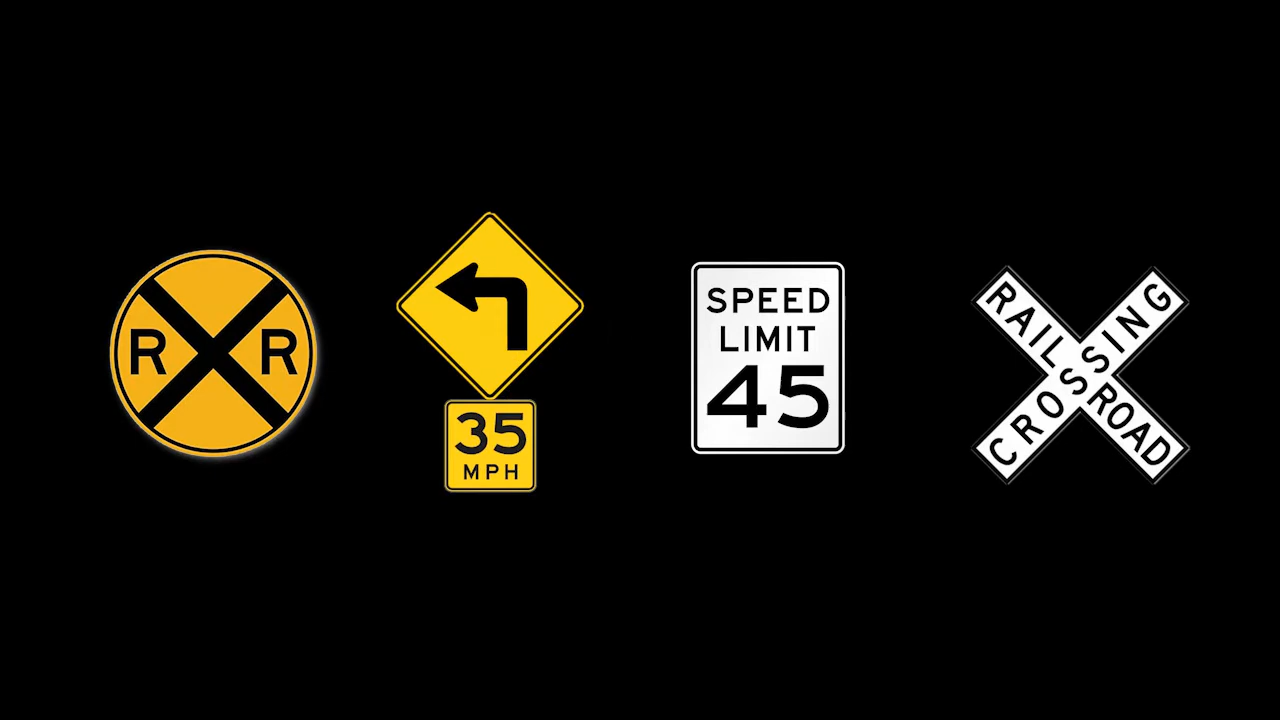 R R
35
MPH
SPEED
LIMIT
45
RAILROAD
CROSSING